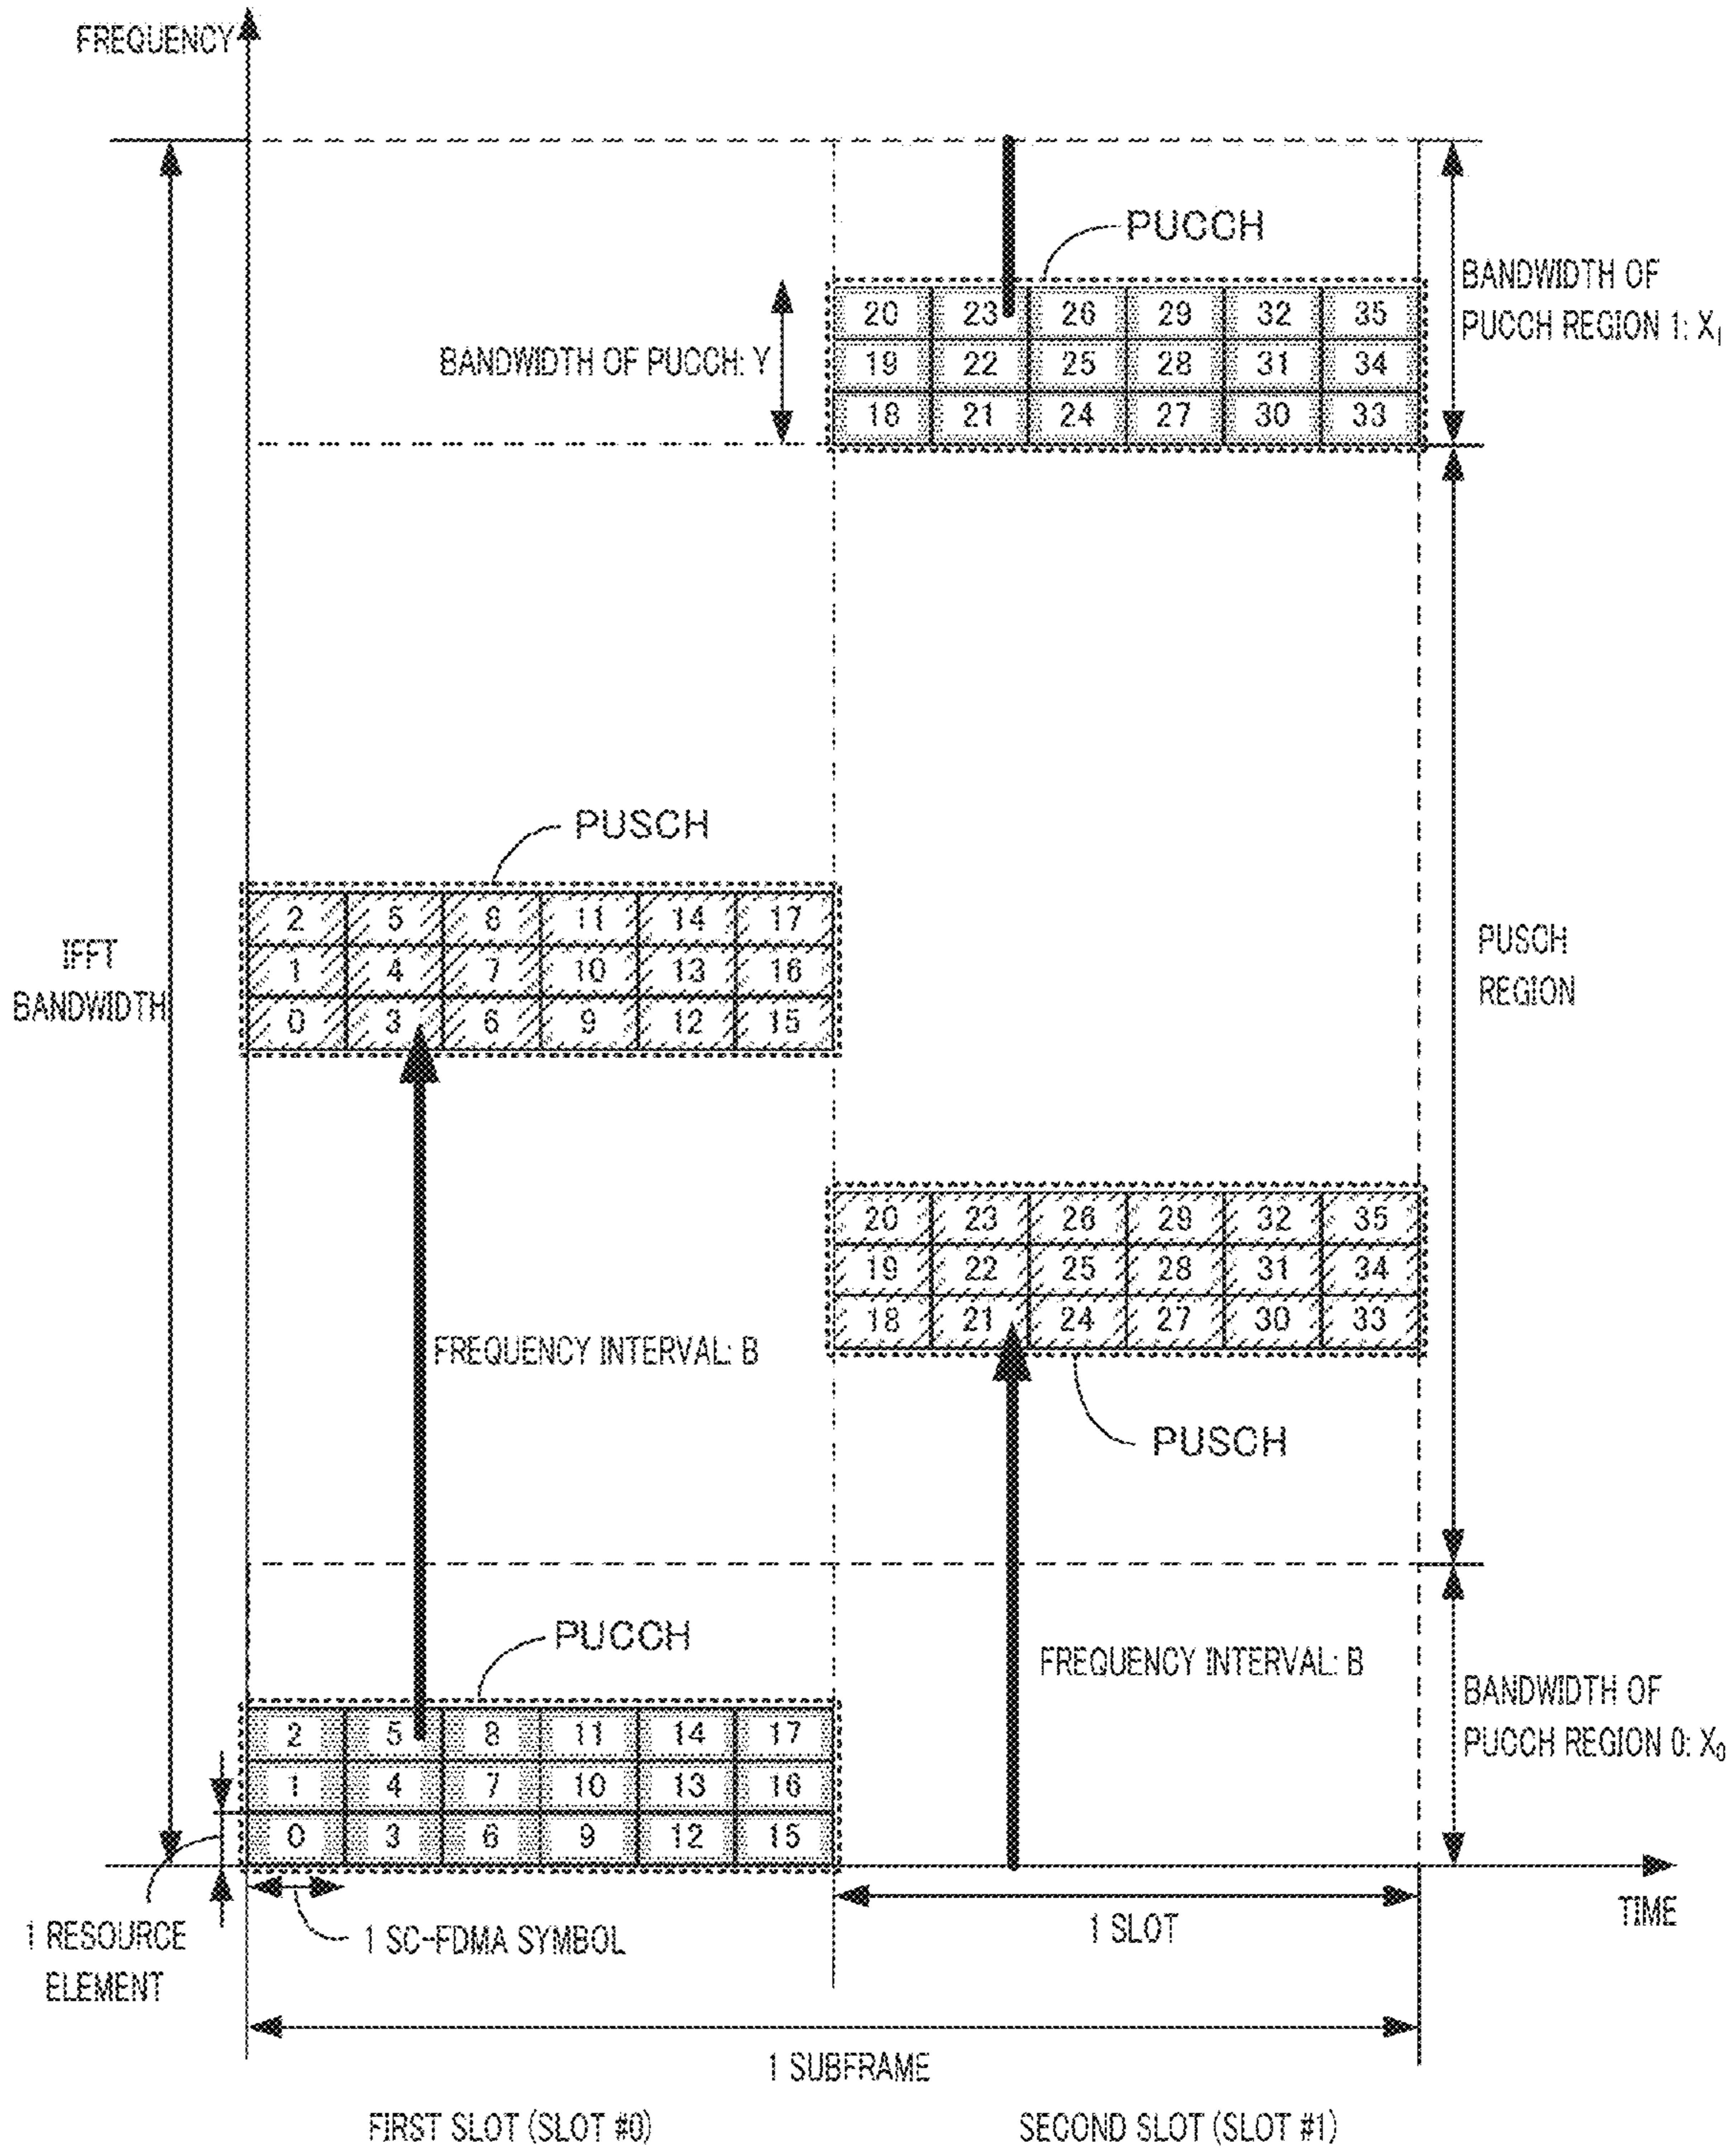 FREQUENCY
PUCCH
BANDWIDTH OF
PUCCH REGION 1: X1
BANDWIDTH OF PUCCH: Y
20 23 26 29 32 35
19 22 25 28 31 34
18 21 24 27 30 33
PUSCH
2 5 8 11 14 17
1 4 7 10 13 16
0 3 6 9 12 15
IFFT
BANDWIDTH
PUSCH
REGION
20 23 26 29 32 35
19 22 25 28 31 34
18 21 24 27 30 33
FREQUENCY INTERVAL: B
PUSCH
PUCCH
FREQUENCY INTERVAL: B
BANDWIDTH OF
PUCCH REGION 0: X0
2 5 8 11 14 17
1 4 7 10 13 16
0 3 6 9 12 15
1 RESOURCE
ELEMENT
1 SC-FDMA SYMBOL
1 SLOT
TIME
1 SUBFRAME
FIRST SLOT (SLOT #0)
SECOND SLOT (SLOT #1)